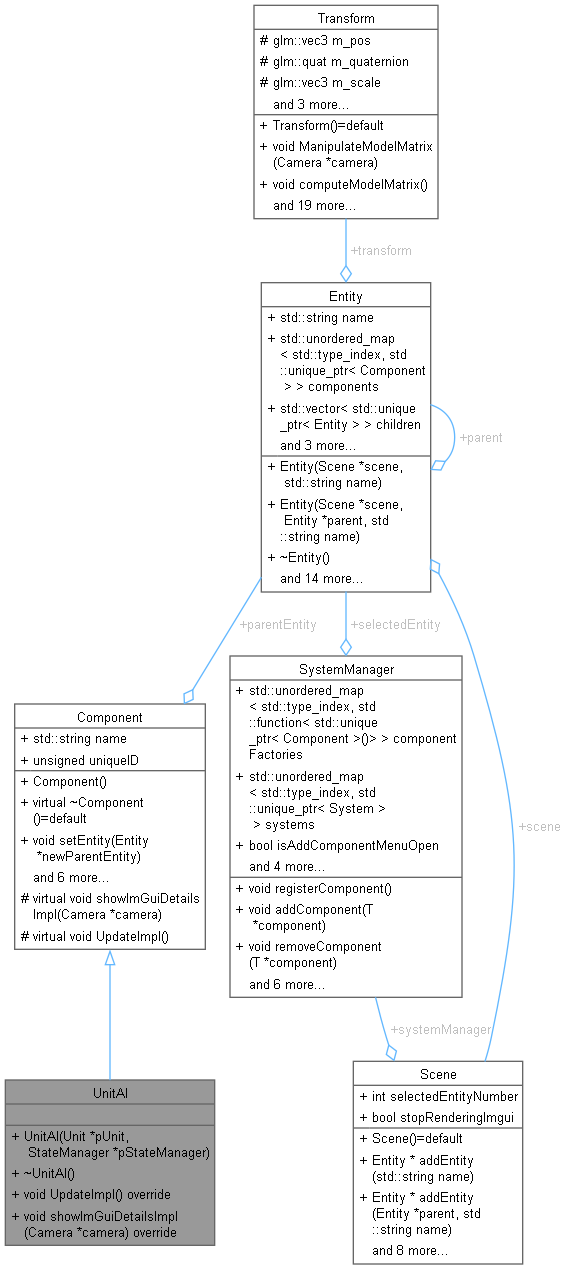 Transform
# glm::vec3 m_pos
# glm::quat m_quaternion
# glm::vec3 m_scale
and 3 more...
+ Transform()=default
+ void ManipulateModelMatrix
(Camera *camera)
+ void computeModelMatrix()
and 19 more...
+transform
Entity
+ std::string name
+ std::unordered_map
< std::type_index, std
::unique_ptr< Component
> > components
+ std::vector< std::unique
_ptr< Entity > > children
and 3 more...
+ Entity(Scene *scene,
std::string name)
+ Entity(Scene *scene,
Entity *parent, std
::string name)
+ ~Entity()
and 14 more...
+parent
+parentEntity
+selectedEntity
SystemManager
+ std::unordered_map
< std::type_index, std
::function< std::unique
_ptr< Component >()> > component
Factories
+ std::unordered_map
< std::type_index, std
::unique_ptr< System >
> systems
+ bool isAddComponentMenuOpen
and 4 more...
+ void registerComponent()
+ void addComponent(T
*component)
+ void removeComponent
(T *component)
and 6 more...
Component
+ std::string name
+ unsigned uniqueID
+ Component()
+ virtual ~Component
()=default
+ void setEntity(Entity
*newParentEntity)
and 6 more...
# virtual void showImGuiDetails
Impl(Camera *camera)
# virtual void UpdateImpl()
+scene
+systemManager
UnitAI
+ UnitAI(Unit *pUnit,
StateManager *pStateManager)
+ ~UnitAI()
+ void UpdateImpl() override
+ void showImGuiDetailsImpl
(Camera *camera) override
Scene
+ int selectedEntityNumber
+ bool stopRenderingImgui
+ Scene()=default
+ Entity * addEntity
(std::string name)
+ Entity * addEntity
(Entity *parent, std
::string name)
and 8 more...